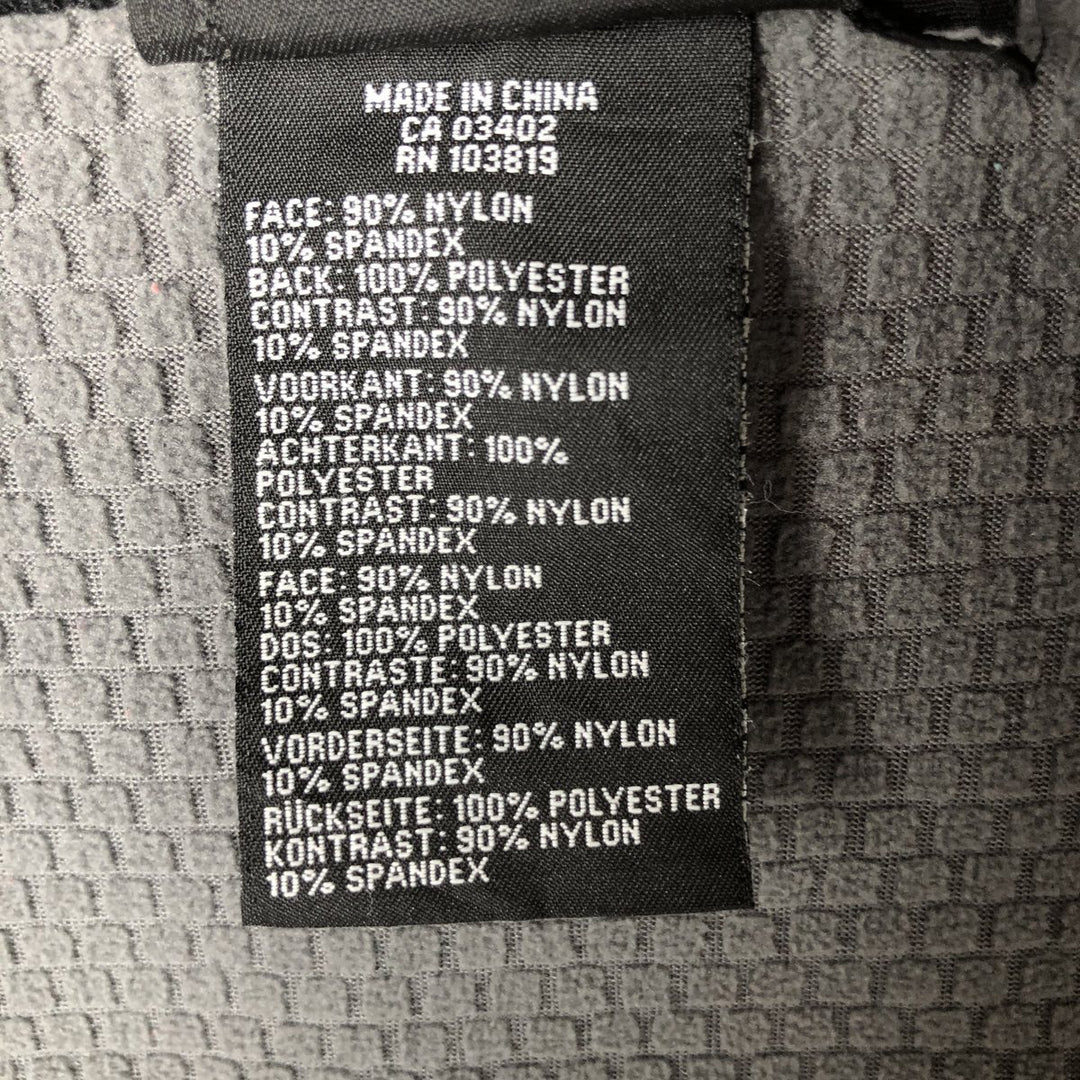 MADE IN CHINA
CA 03402
RN 103819
FACE: 90% NYLON
10% SPANDEX
BACK: 100% POLYESTER
CONTRAST: 90% NYLON
10% SPANDEX
VOORKANT: 90% NYLON
10% SPANDEX
ACHTERKANT: 100%
POLYESTER
CONTRAST: 90% NYLON
10% SPANDEX
FACE: 90% NYLON
10% SPANDEX
DOS: 100% POLYESTER
CONTRASTE: 90% NYLON
10% SPANDEX
VORDERSEITE: 90% NYLON
10% SPANDEX
RÜCKSEITE: 100% POLYESTER
KONTRAST: 90% NYLON
10% SPANDEX